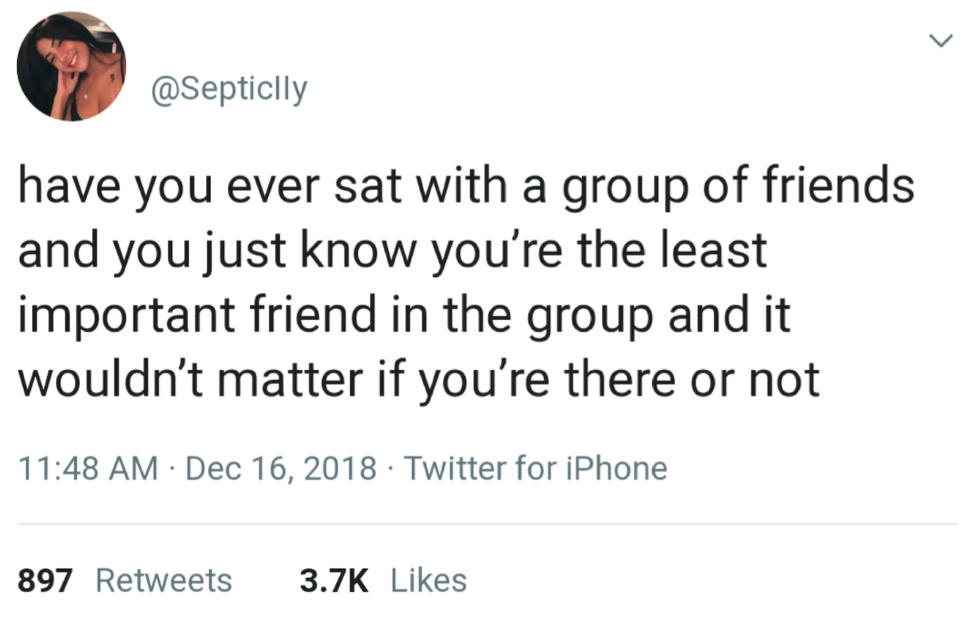 @Septiclly
have you ever sat with a group of friends
and you just know you’re the least
important friend in the group and it
wouldn’t matter if you’re there or not
11:48 AM · Dec 16, 2018 · Twitter for iPhone
897 Retweets 3.7K Likes